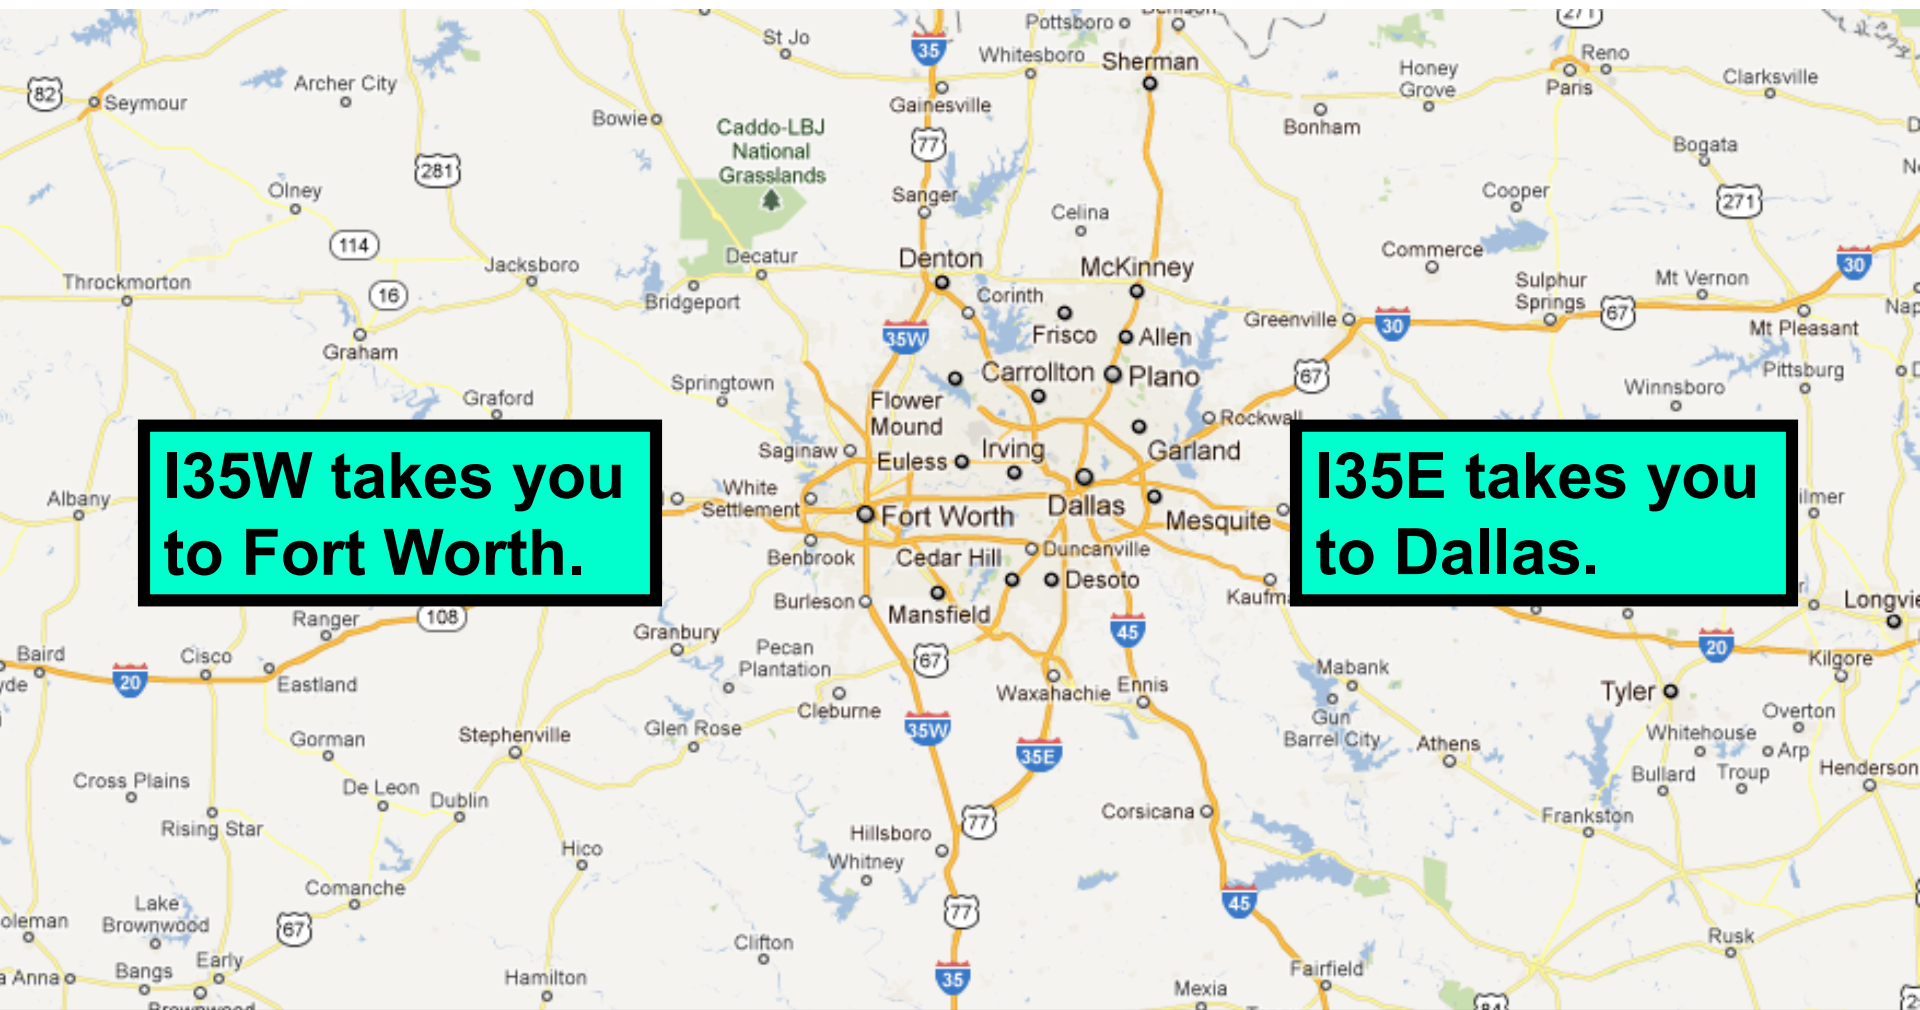 Pottsboro
St Jo
35
Whitesboro
Sherman
271
Reno
Honey
Grove
Paris
Clarksville
82
Seymour
Archer City
Gainesville
Bowie
Bonham
Caddo-LBJ
National
Grasslands
77
Bogata
281
Olney
Sanger
Celina
Cooper
271
114
Denton
McKinney
Commerce
30
Throckmorton
Jacksboro
Decatur
Bridgeport
Corinth
Sulphur
Springs
Mt Vernon
16
Frisco
Allen
Greenville
30
67
Mt Pleasant
Graham
35W
Carrollton
Plano
67
Pittsburg
Springtown
Graford
Flower
Mound
Winnsboro
Rockwall
Saginaw
Euless
Irving
Garland
I35W takes you
to Fort Worth.
I35E takes you
to Dallas.
Albany
White
Settlement
Fort Worth
Dallas
Mesquite
Benbrook
Cedar Hill
Duncanville
Desoto
Burleson
Mansfield
Ranger
108
Granbury
45
20
Kilgore
Baird
Cisco
20
Eastland
Pecan
Plantation
67
Waxahachie
Ennis
Mabank
Tyler
Cleburne
Gun
Barrel City
Overton
Gorman
Stephenville
Glen Rose
35W
35E
Athens
Whitehouse
Arp
Cross Plains
De Leon
Dublin
Bullard
Troup
Henderson
Rising Star
Hillsboro
77
Corsicana
Frankston
Hico
Whitney
Comanche
45
Lake
Brownwood
67
77
Clifton
Rusk
Bangs
Early
Hamilton
35
Fairfield
Mexia